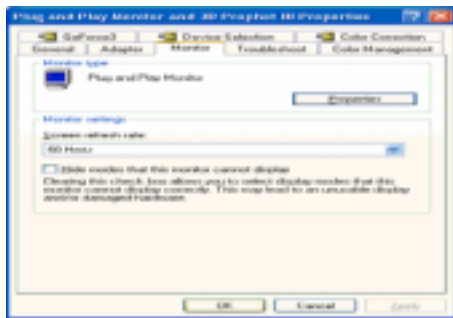 Plug and Play Monitor and 3D Prophet III Properties
GeForce3 Device Selection Color Correction
General Adapter Monitor Troubleshoot Color Management
Monitor type
Plug and Play Monitor
Properties
Monitor settings
Screen refresh rate:
60 Hertz
Hide modes that this monitor cannot display
Clearing this check box allows you to select display modes that this
monitor cannot display correctly. This may lead to an unusable display
and/or damaged hardware.
OK Cancel Apply